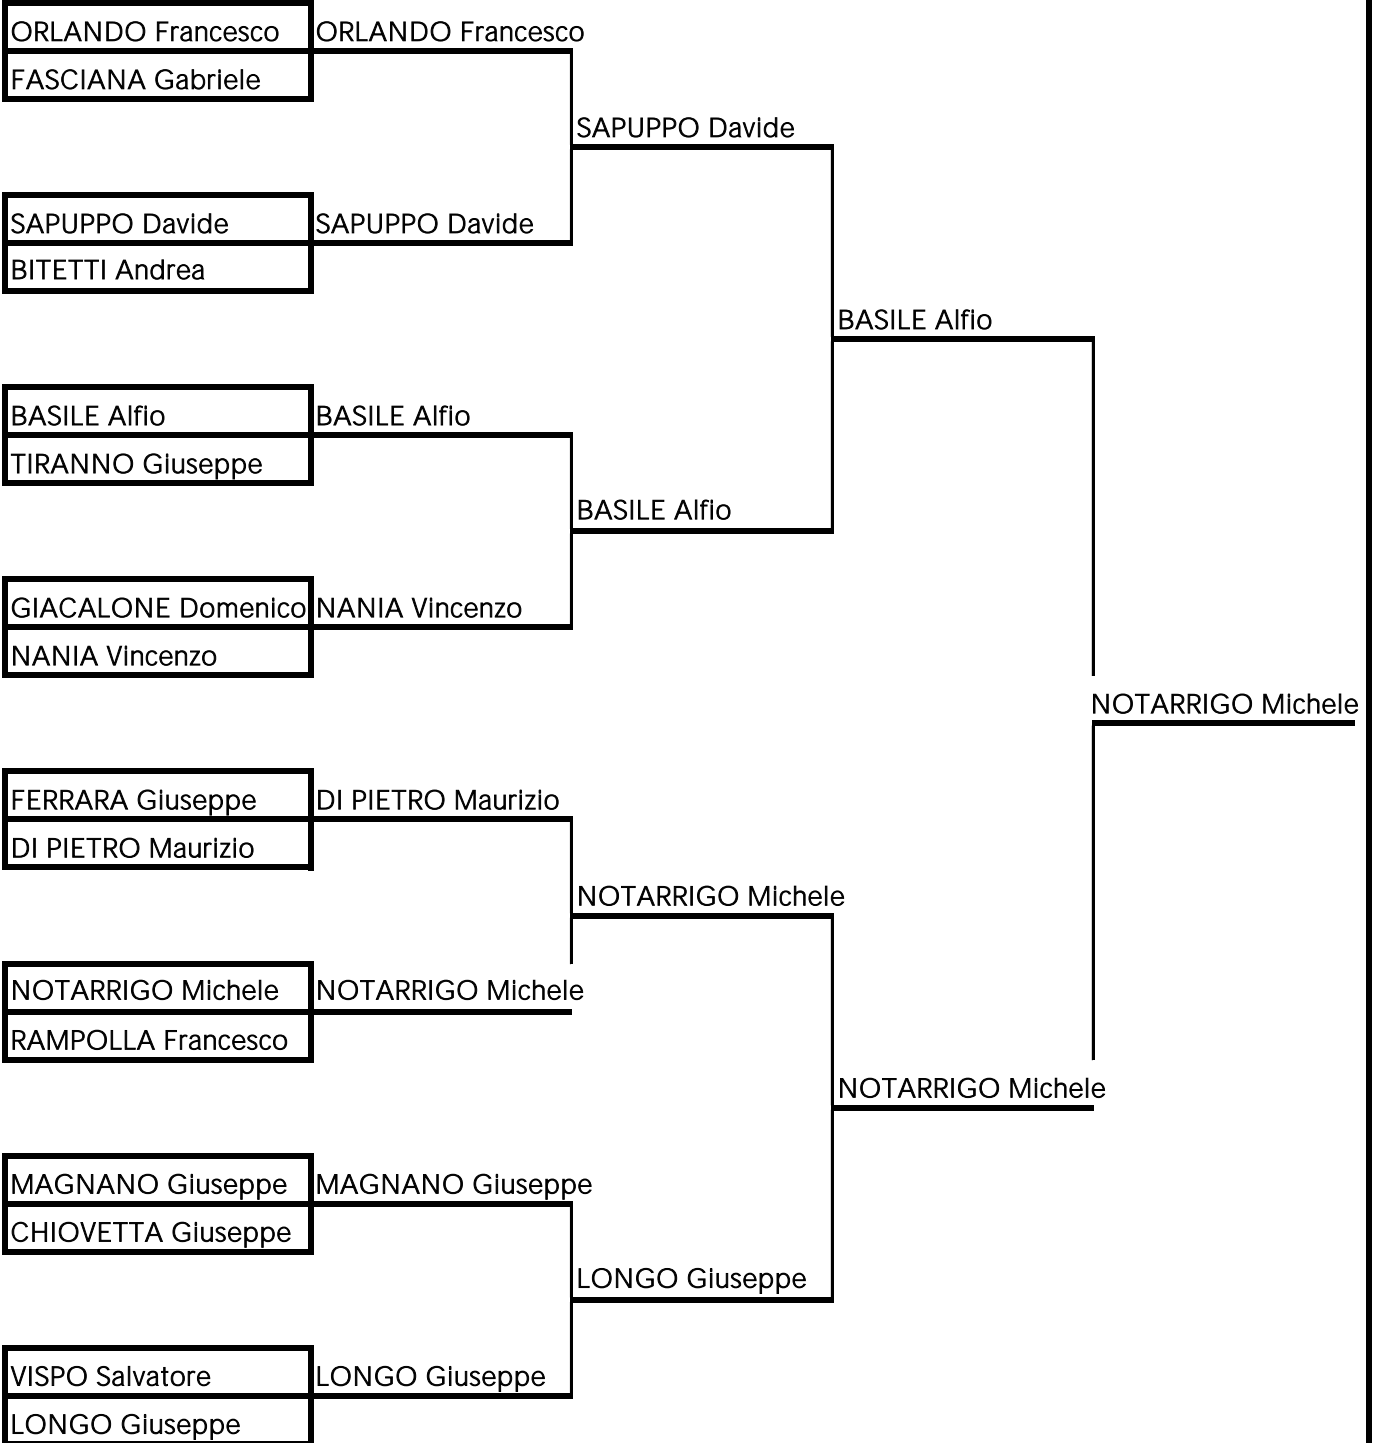 ORLANDO Francesco ORLANDO Francesco
FASCIANA Gabriele
SAPUPPO Davide
SAPUPPO Davide SAPUPPO Davide
BITETTI Andrea
BASILE Alfio
BASILE Alfio BASILE Alfio
TIRANNO Giuseppe
BASILE Alfio
GIACALONE Domenico NANIA Vincenzo
NANIA Vincenzo
NOTARRIGO Michele
FERRARA Giuseppe DI PIETRO Maurizio
DI PIETRO Maurizio
NOTARRIGO Michele
NOTARRIGO Michele NOTARRIGO Michele
RAMPOLLA Francesco
NOTARRIGO Michele
MAGNANO Giuseppe MAGNANO Giuseppe
CHIOVETTA Giuseppe
LONGO Giuseppe
VISPO Salvatore LONGO Giuseppe
LONGO Giuseppe